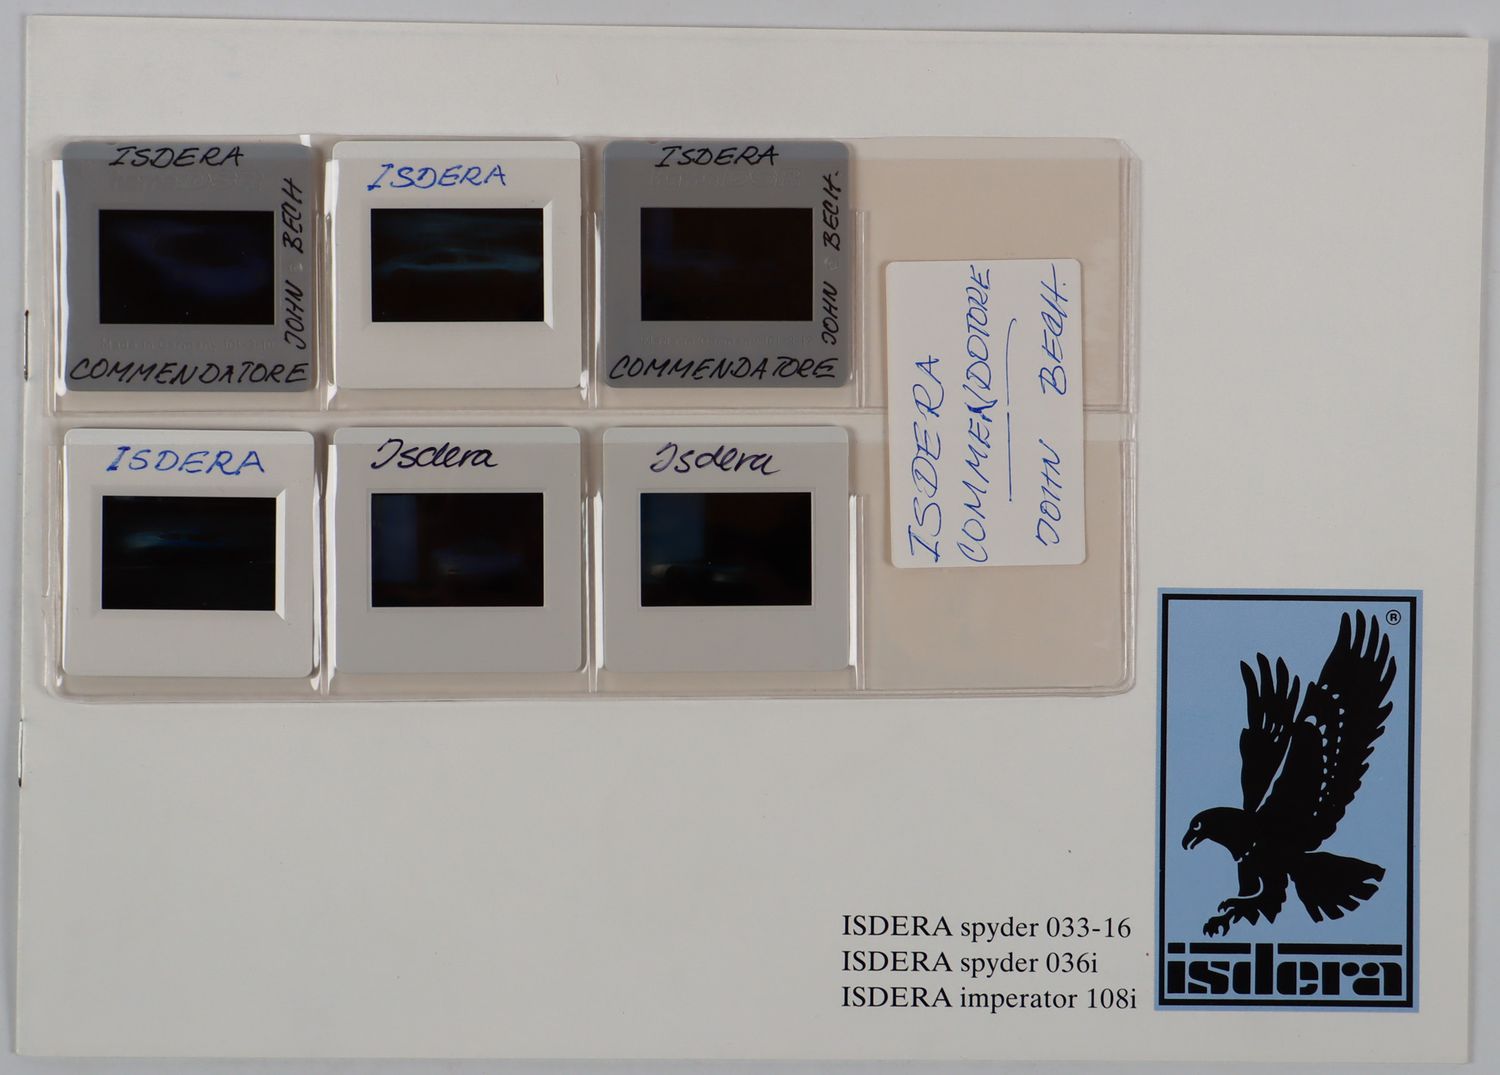 ISDERA
JOHN BECH
COMMENDATORE
ISDERA
ISDERA
JOHN BECH.
COMMENDATORE
ISDERA
Isdera
Isdera
ISDERA
COMMENDOTORE
JOHN BECH.
®
isdera
ISDERA spyder 033-16
ISDERA spyder 036i
ISDERA imperator 108i